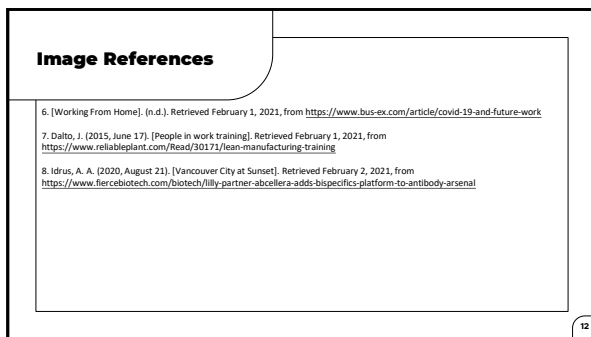 Image References
6. [Working From Home]. (n.d.). Retrieved February 1, 2021, from https://www.bus-ex.com/article/covid-19-and-future-work
7. Dalto, J. (2015, June 17). [People in work training]. Retrieved February 1, 2021, from
https://www.reliableplant.com/Read/30171/lean-manufacturing-training
8. Idrus, A. A. (2020, August 21). [Vancouver City at Sunset]. Retrieved February 2, 2021, from
https://www.fiercebiotech.com/biotech/lilly-partner-abcellera-adds-bispecifics-platform-to-antibody-arsenal
12